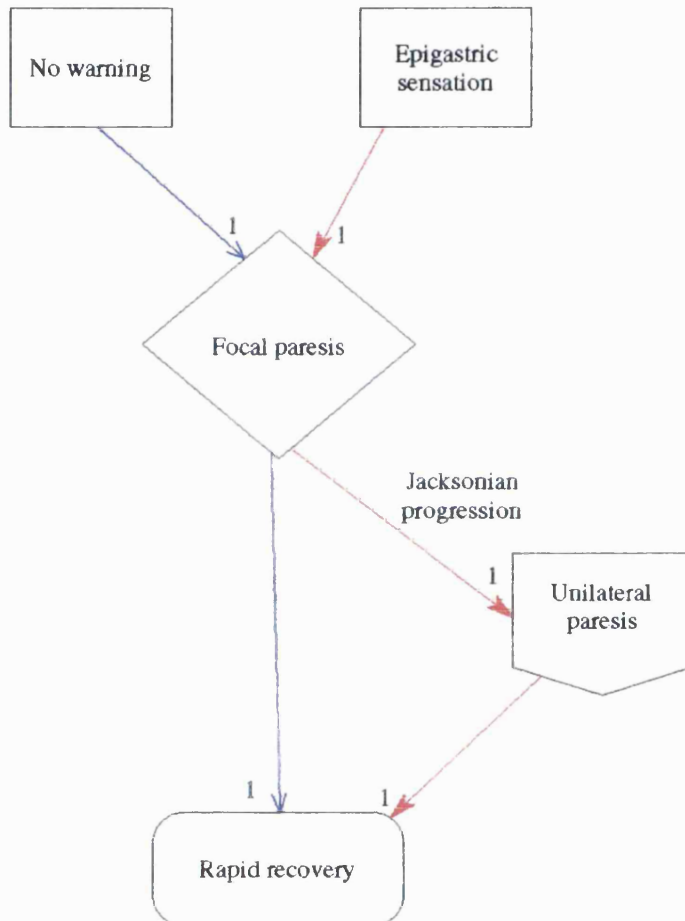 No warning
Epigastric
sensation
1
1
Focal paresis
Jacksonian
progression
1
Unilateral
paresis
1
1
Rapid recovery